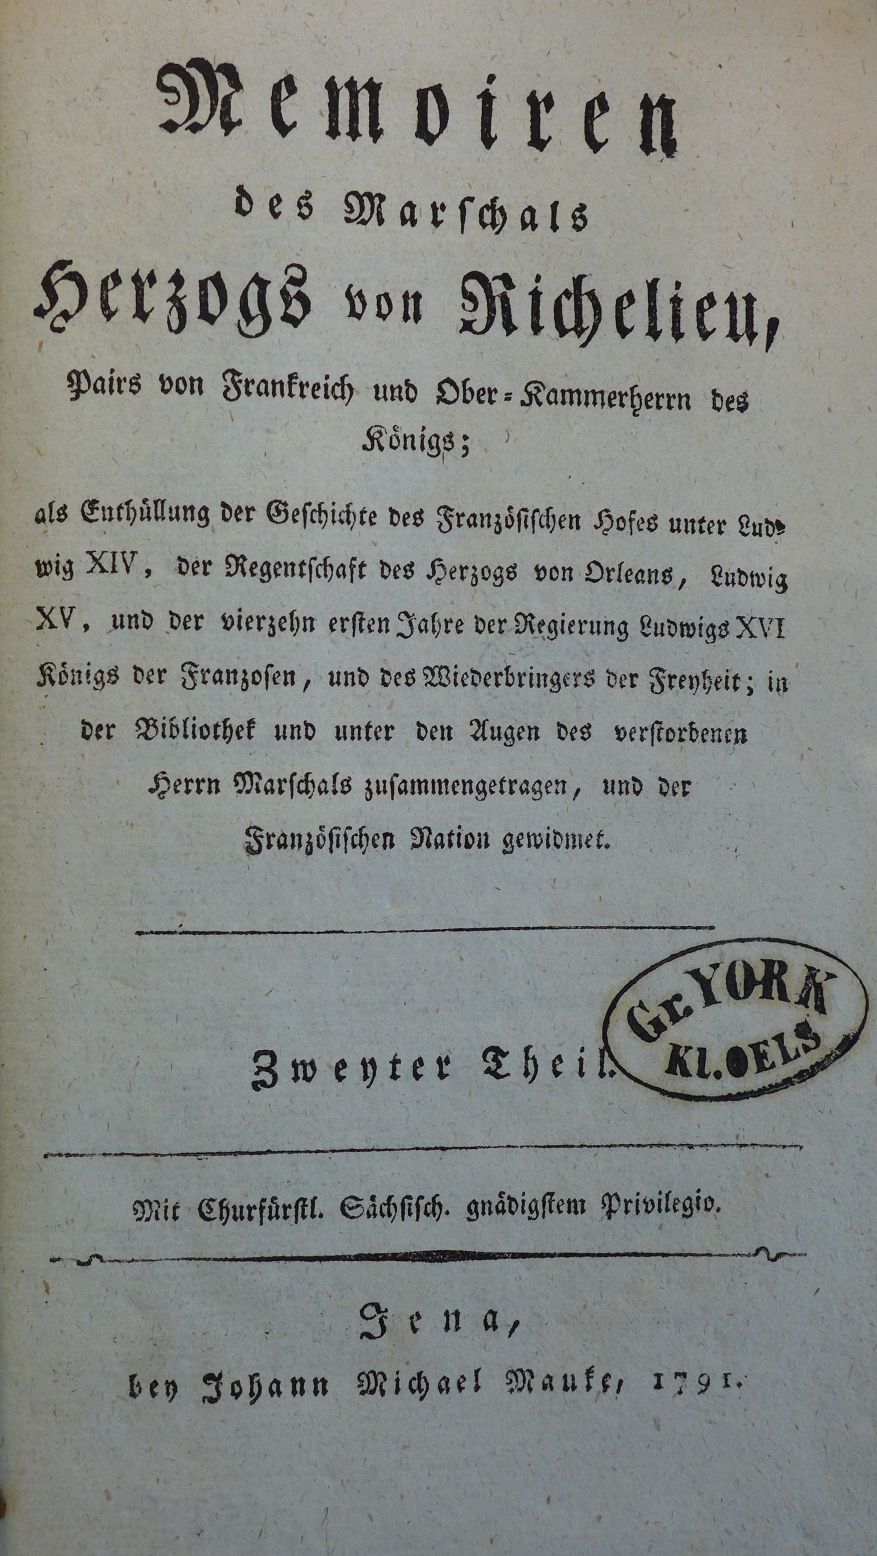 Memoiren
des Marschals
Herzogs von Richelieu,
Pairs von Frankreich und Ober-Kammerherrn des
Königs;
als Enthüllung der Geschichte des Französischen Hofes unter Lud-
wig XIV, der Regentschaft des Herzogs von Orleans, Ludwig
XV, und der vierzehn ersten Jahre der Regierung Ludwigs XVI
Königs der Franzosen, und des Wiederbringers der Freyheit; in
der Bibliothek und unter den Augen des verstorbenen
Herrn Marschals zusammengetragen, und der
Französischen Nation gewidmet.
Gr. YORK
Kl. OELS
Zweyter Theil.
Mit Churfürstl. Sächsisch. gnädigstem Privilegio.
Jena,
bey Johann Michael Mauke, 1791.